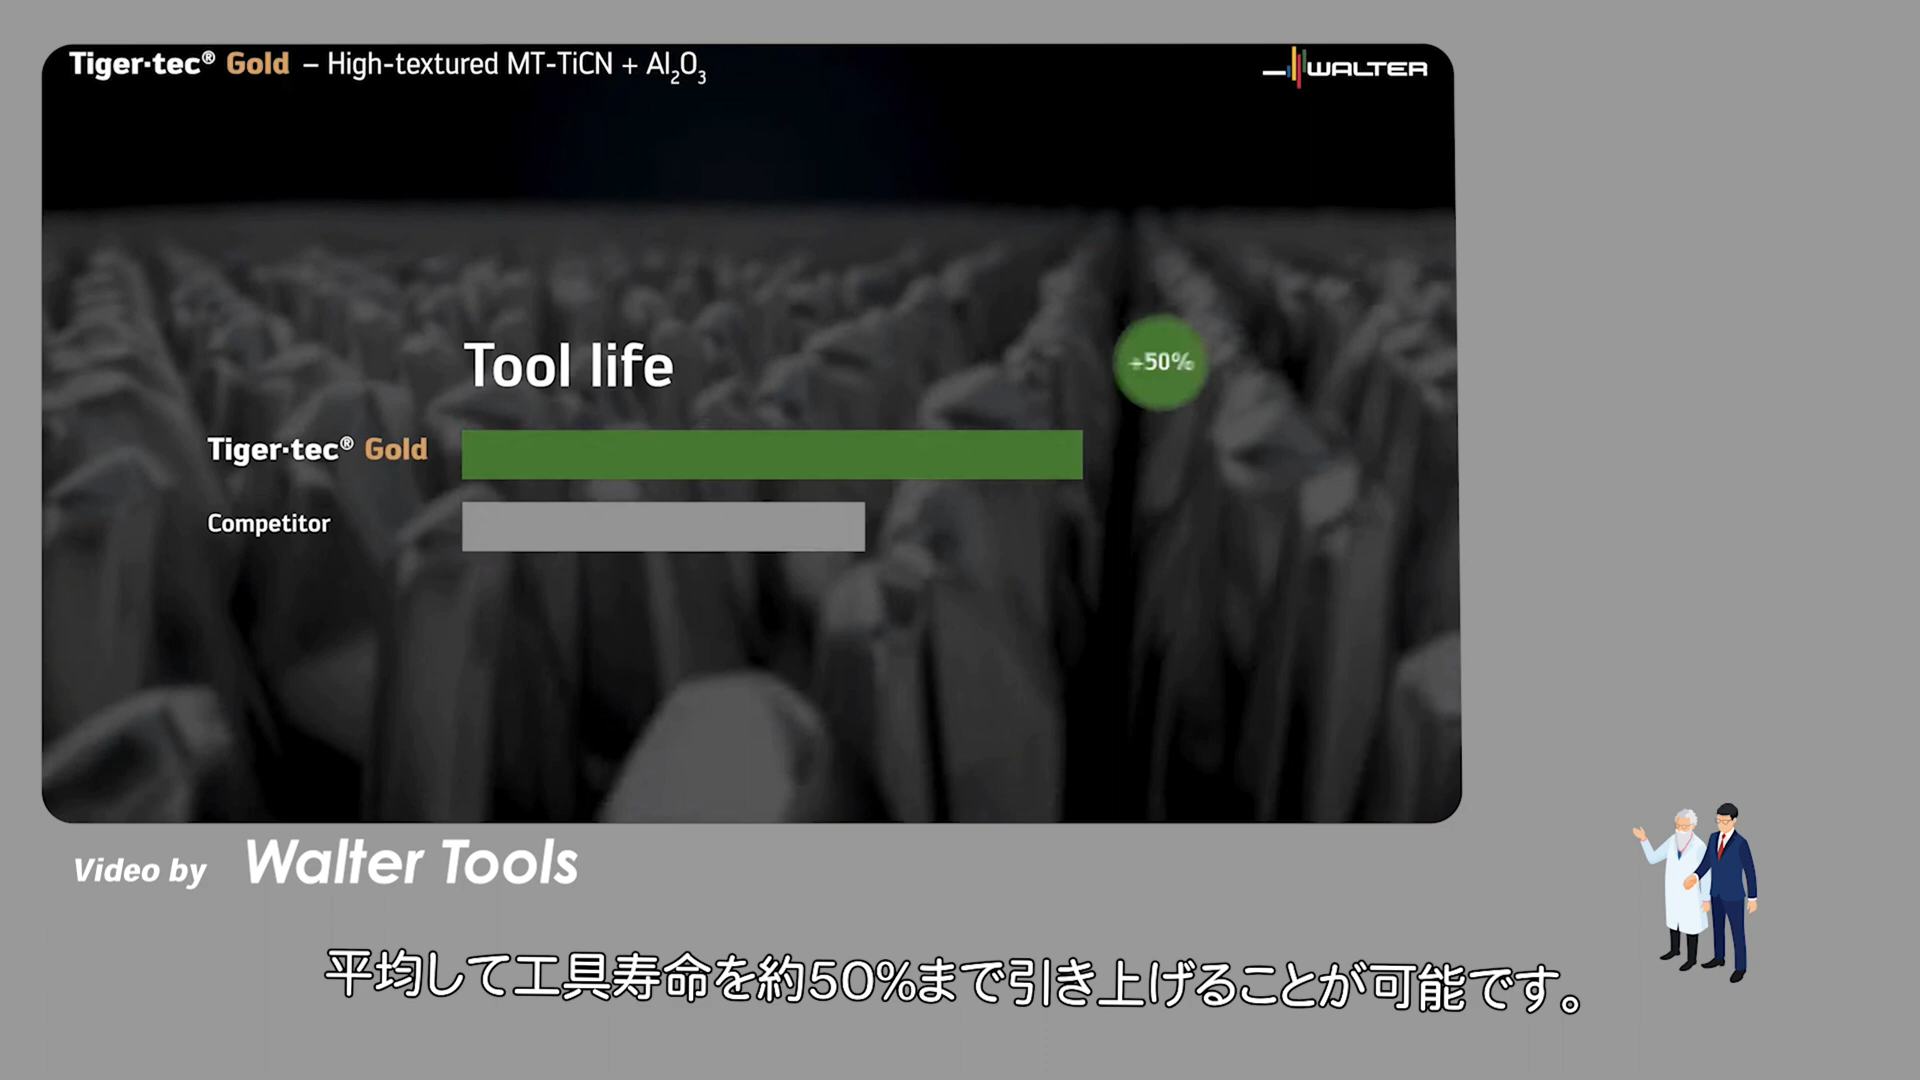 Tiger·tec® Gold – High-textured MT-TiCN + Al₂O₃
WALTER
Tool life
+50%
Tiger·tec® Gold
Competitor
Video by Walter Tools
平均して工具寿命を約50%まで引き上げることが可能です。